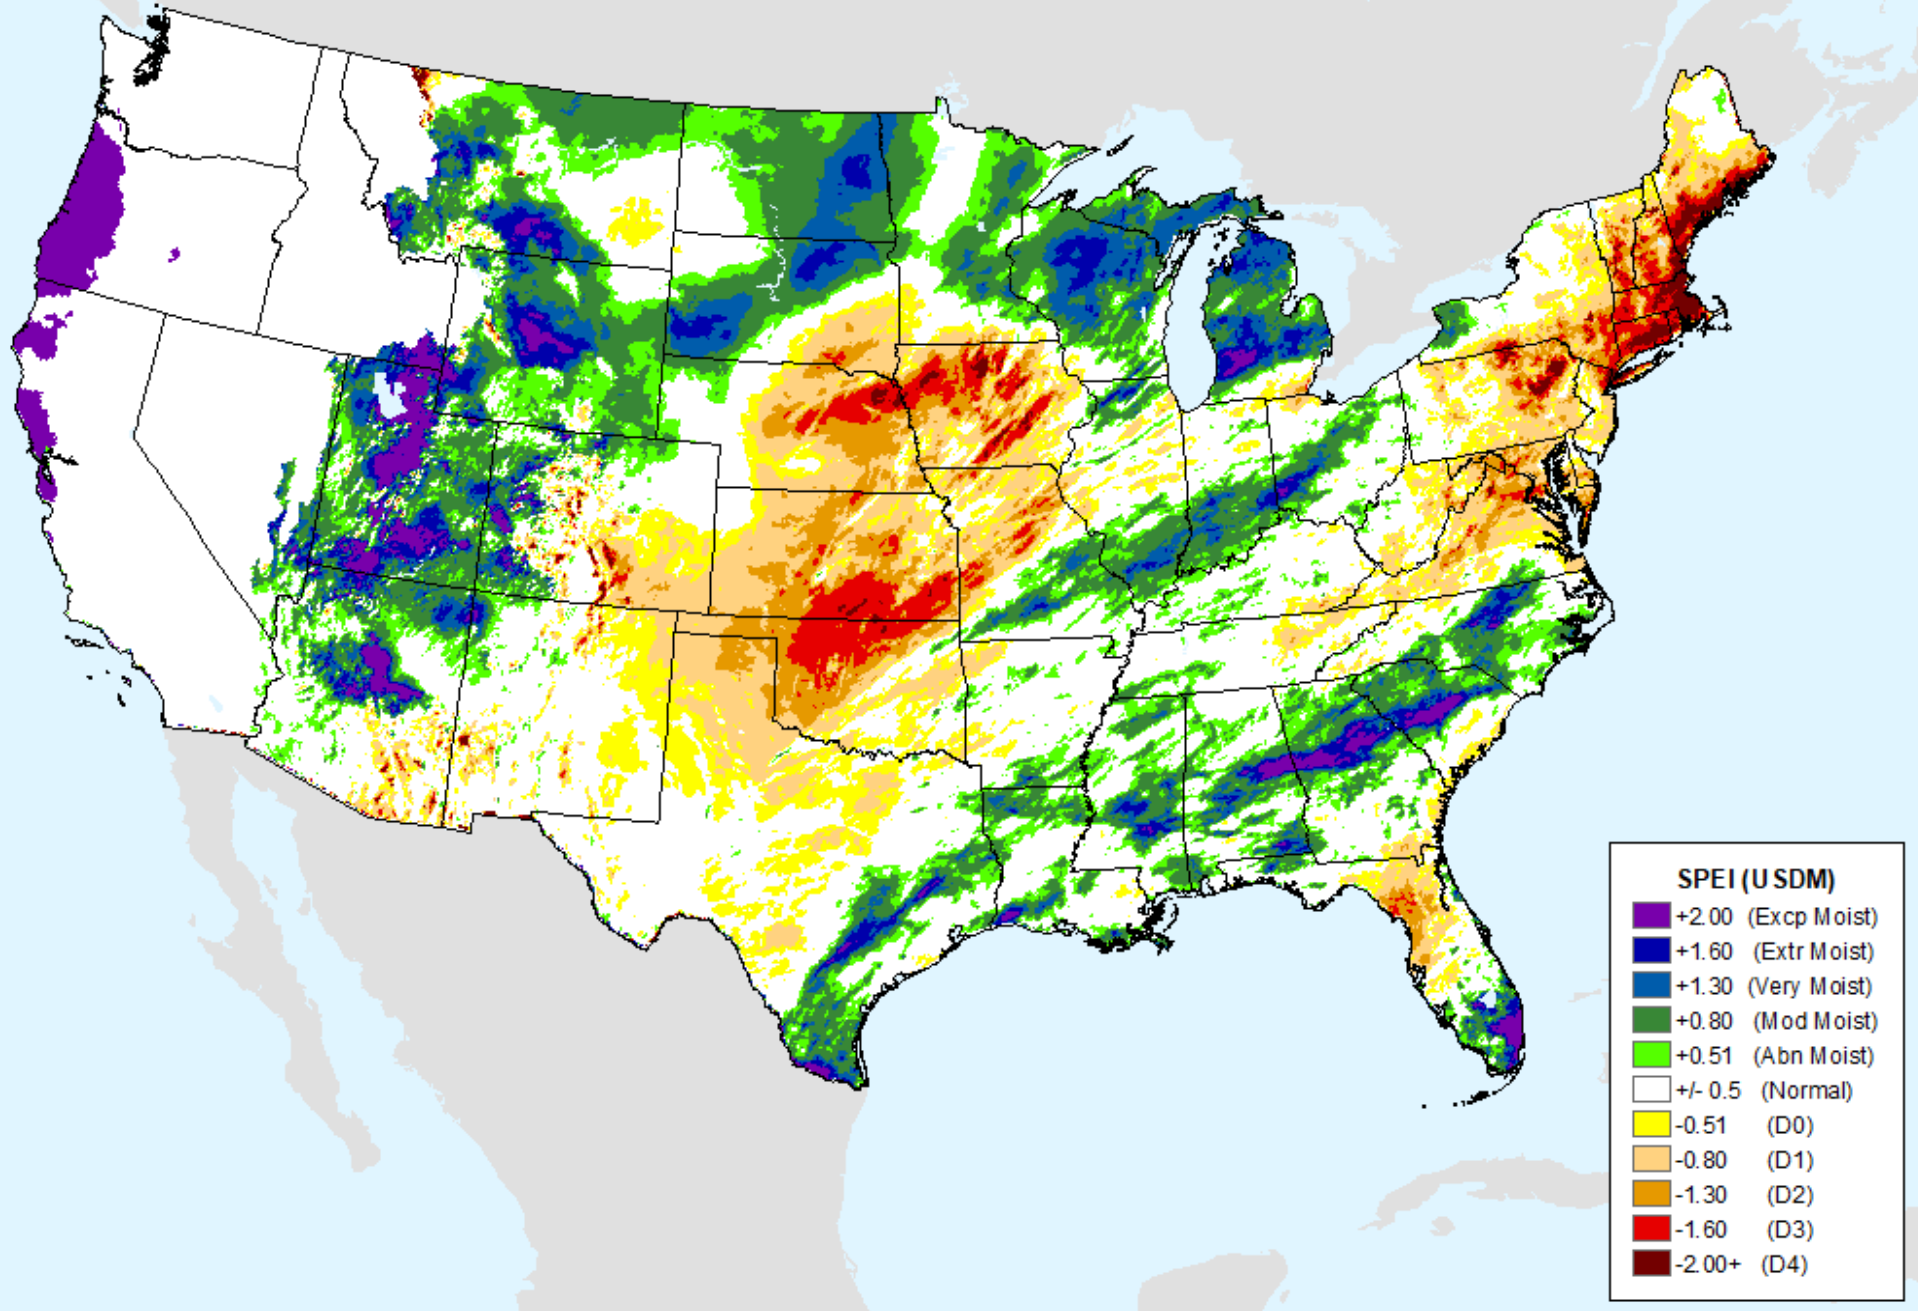 SPEI (USDM)
+2.00 (Excp Moist)
+1.60 (Extr Moist)
+1.30 (Very Moist)
+0.80 (Mod Moist)
+0.51 (Abn Moist)
+/- 0.5 (Normal)
-0.51 (D0)
-0.80 (D1)
-1.30 (D2)
-1.60 (D3)
-2.00+ (D4)